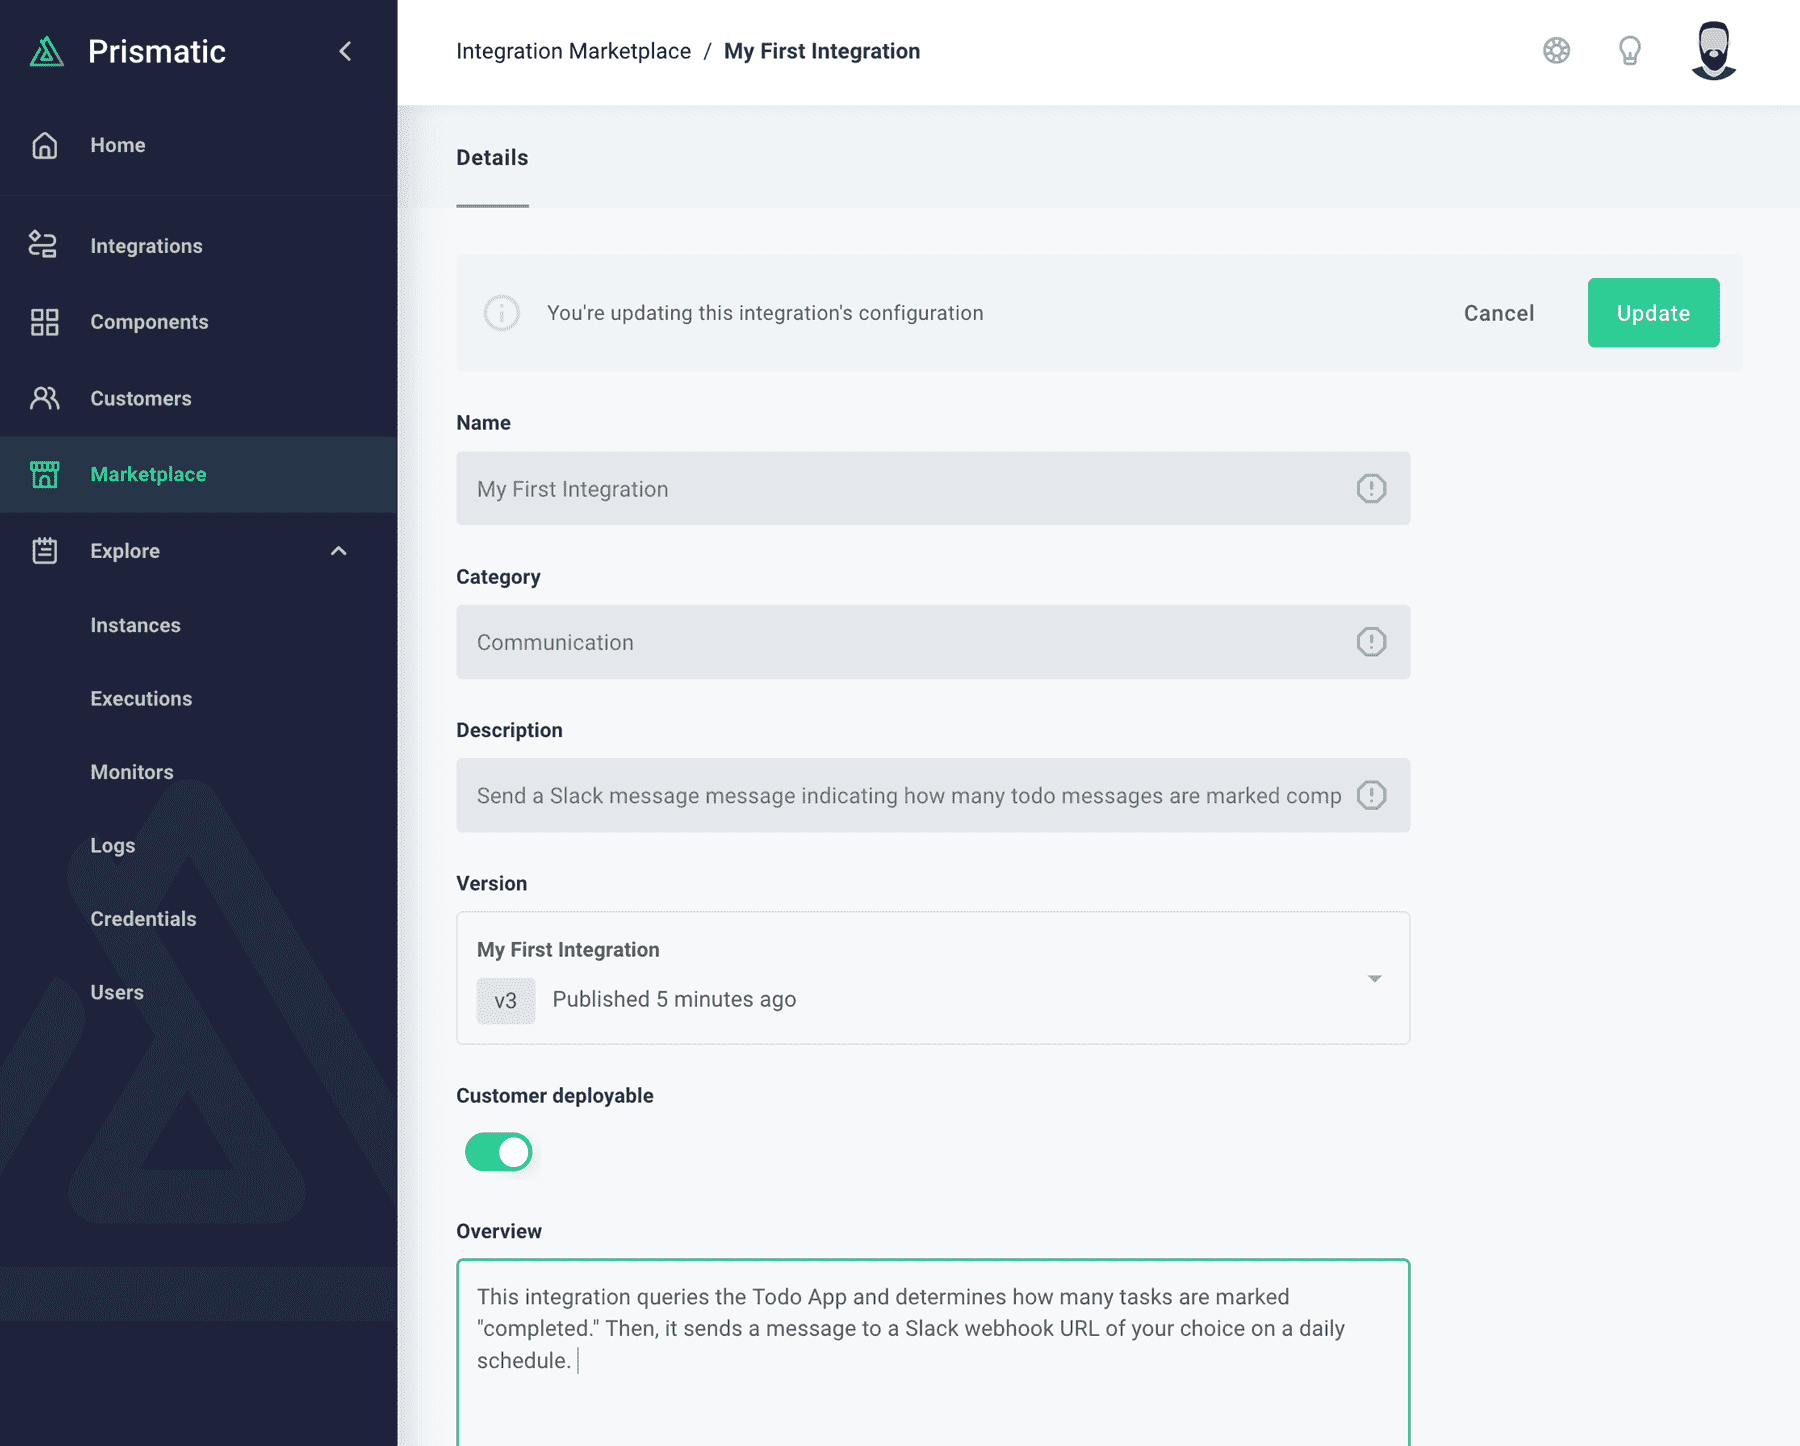 Prismatic
Home
Integrations
Components
Customers
Marketplace
Explore
Instances
Executions
Monitors
Logs
Credentials
Users
Integration Marketplace / My First Integration
Details
You're updating this integration's configuration
Cancel
Update
Name
My First Integration
Category
Communication
Description
Send a Slack message message indicating how many todo messages are marked comp
Version
My First Integration
v3 Published 5 minutes ago
Customer deployable
Overview
This integration queries the Todo App and determines how many tasks are marked
"completed." Then, it sends a message to a Slack webhook URL of your choice on a daily
schedule.